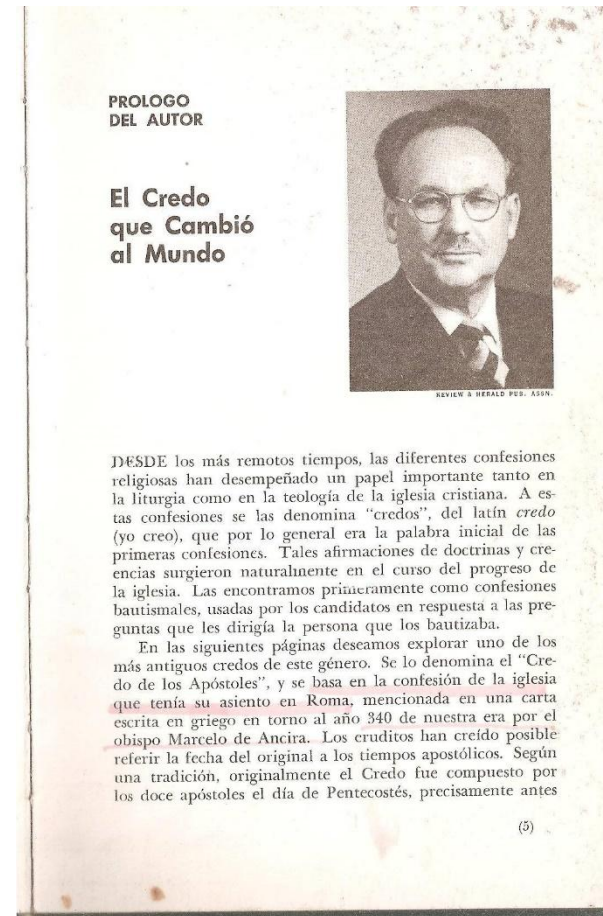 PROLOGO
DEL AUTOR
El Credo
que Cambió
al Mundo
REVIEW & HERALD PUB. ASSN.
DESDE los más remotos tiempos, las diferentes confesiones
religiosas han desempeñado un papel importante tanto en
la liturgia como en la teología de la iglesia cristiana. A es-
tas confesiones se las denomina "credos", del latín credo
(yo creo), que por lo general era la palabra inicial de las
primeras confesiones. Tales afirmaciones de doctrinas y cre-
encias surgieron naturalmente en el curso del progreso de
la iglesia. Las encontramos primeramente como confesiones
bautismales, usadas por los candidatos en respuesta a las pre-
guntas que les dirigía la persona que los bautizaba.
En las siguientes páginas deseamos explorar uno de los
más antiguos credos de este género. Se lo denomina el "Cre-
do de los Apóstoles", y se basa en la confesión de la iglesia
que tenía su asiento en Roma, mencionada en una carta
escrita en griego en torno al año 340 de nuestra era por el
obispo Marcelo de Ancira. Los eruditos han creído posible
referir la fecha del original a los tiempos apostólicos. Según
una tradición, originalmente el Credo fue compuesto por
los doce apóstoles el día de Pentecostés, precisamente antes
(5)